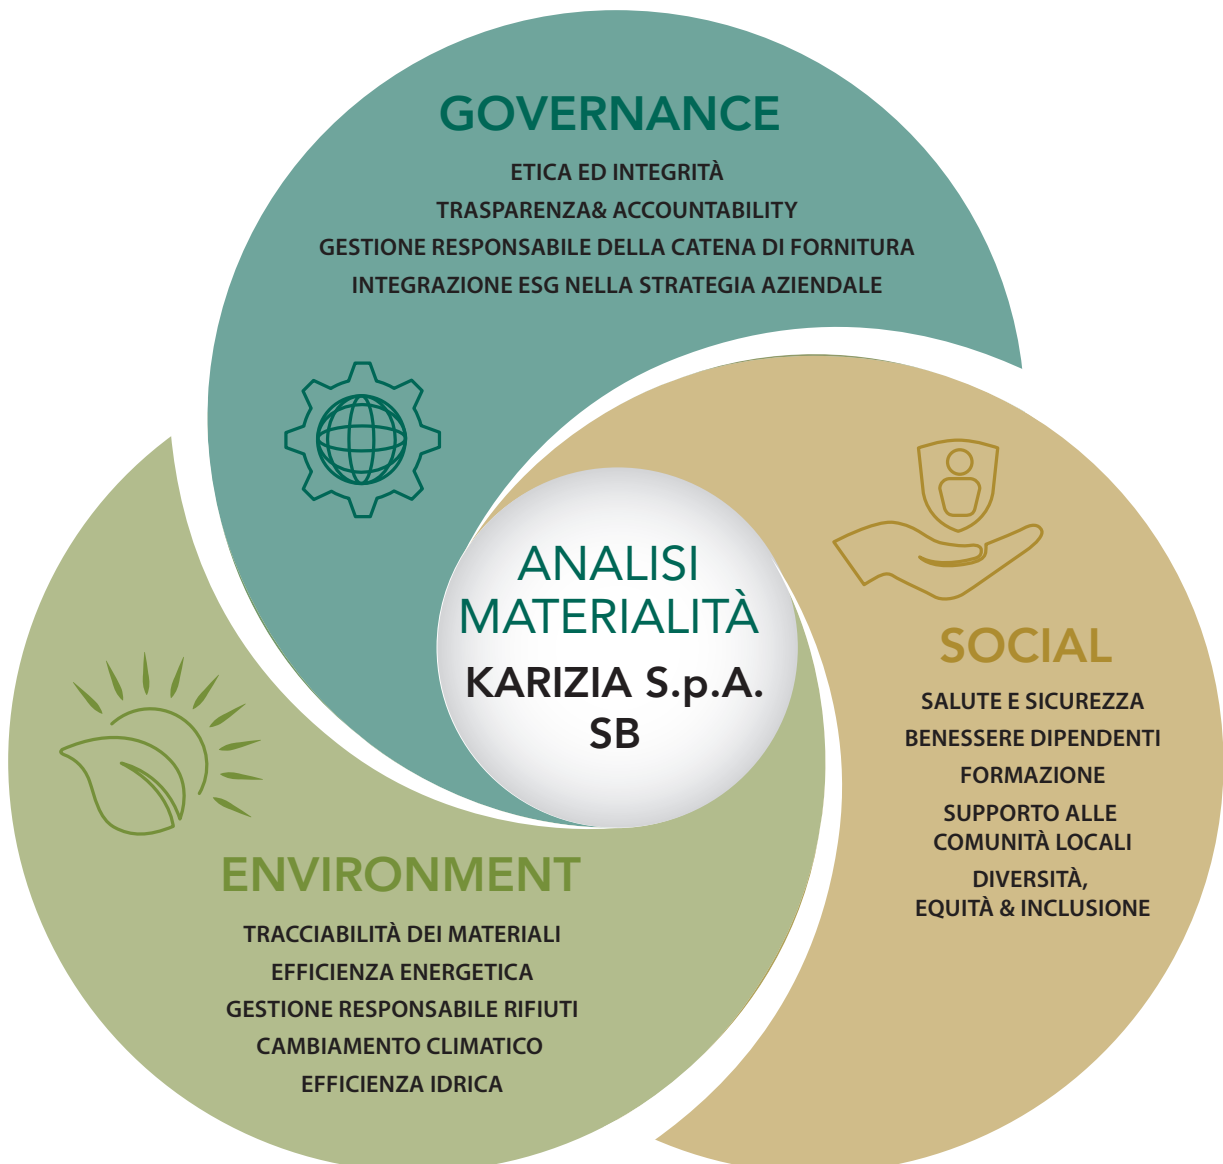 GOVERNANCE
ETICA ED INTEGRITÀ
TRASPARENZA& ACCOUNTABILITY
GESTIONE RESPONSABILE DELLA CATENA DI FORNITURA
INTEGRAZIONE ESG NELLA STRATEGIA AZIENDALE
ANALISI
MATERIALITÀ
KARIZIA S.p.A.
SB
SOCIAL
SALUTE E SICUREZZA
BENESSERE DIPENDENTI
FORMAZIONE
SUPPORTO ALLE
COMUNITÀ LOCALI
DIVERSITÀ,
EQUITÀ & INCLUSIONE
ENVIRONMENT
TRACCIABILITÀ DEI MATERIALI
EFFICIENZA ENERGETICA
GESTIONE RESPONSABILE RIFIUTI
CAMBIAMENTO CLIMATICO
EFFICIENZA IDRICA